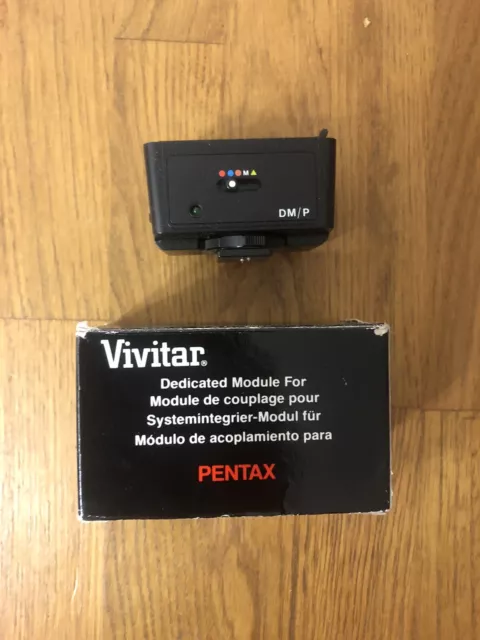 M
DM/P
Vivitar®
Dedicated Module For
Module de couplage pour
Systemintegrier-Modul für
Módulo de acoplamiento para
PENTAX